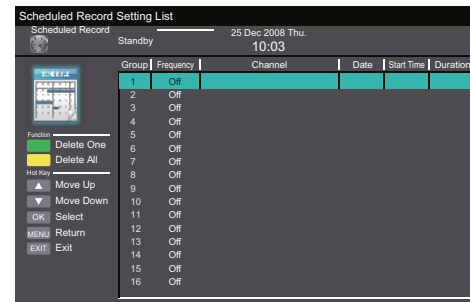 Scheduled Record Setting List
Scheduled Record
Standby
25 Dec 2008 Thu.
10:03
Group Frequency Channel Date Start Time Duration
1 Off
2 Off
3 Off
4 Off
5 Off
6 Off
7 Off
8 Off
9 Off
10 Off
11 Off
12 Off
13 Off
14 Off
15 Off
16 Off
Function
Delete One
Delete All
Hot Key
Move Up
Move Down
OK Select
MENU Return
EXIT Exit